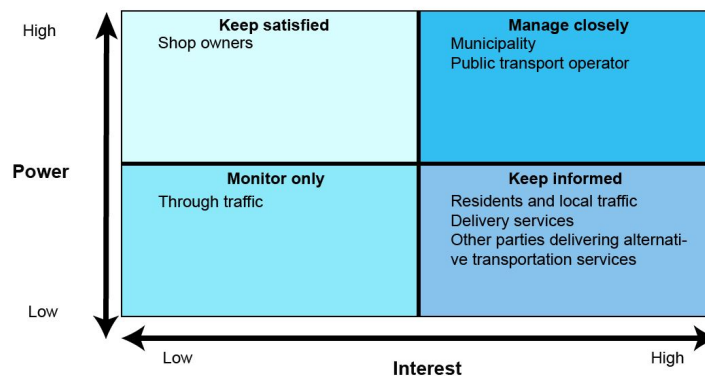 High
Keep satisfied
Shop owners
Manage closely
Municipality
Public transport operator
Power
Monitor only
Through traffic
Keep informed
Residents and local traffic
Delivery services
Other parties delivering alternati-
ve transportation services
Low
Low
Interest
High